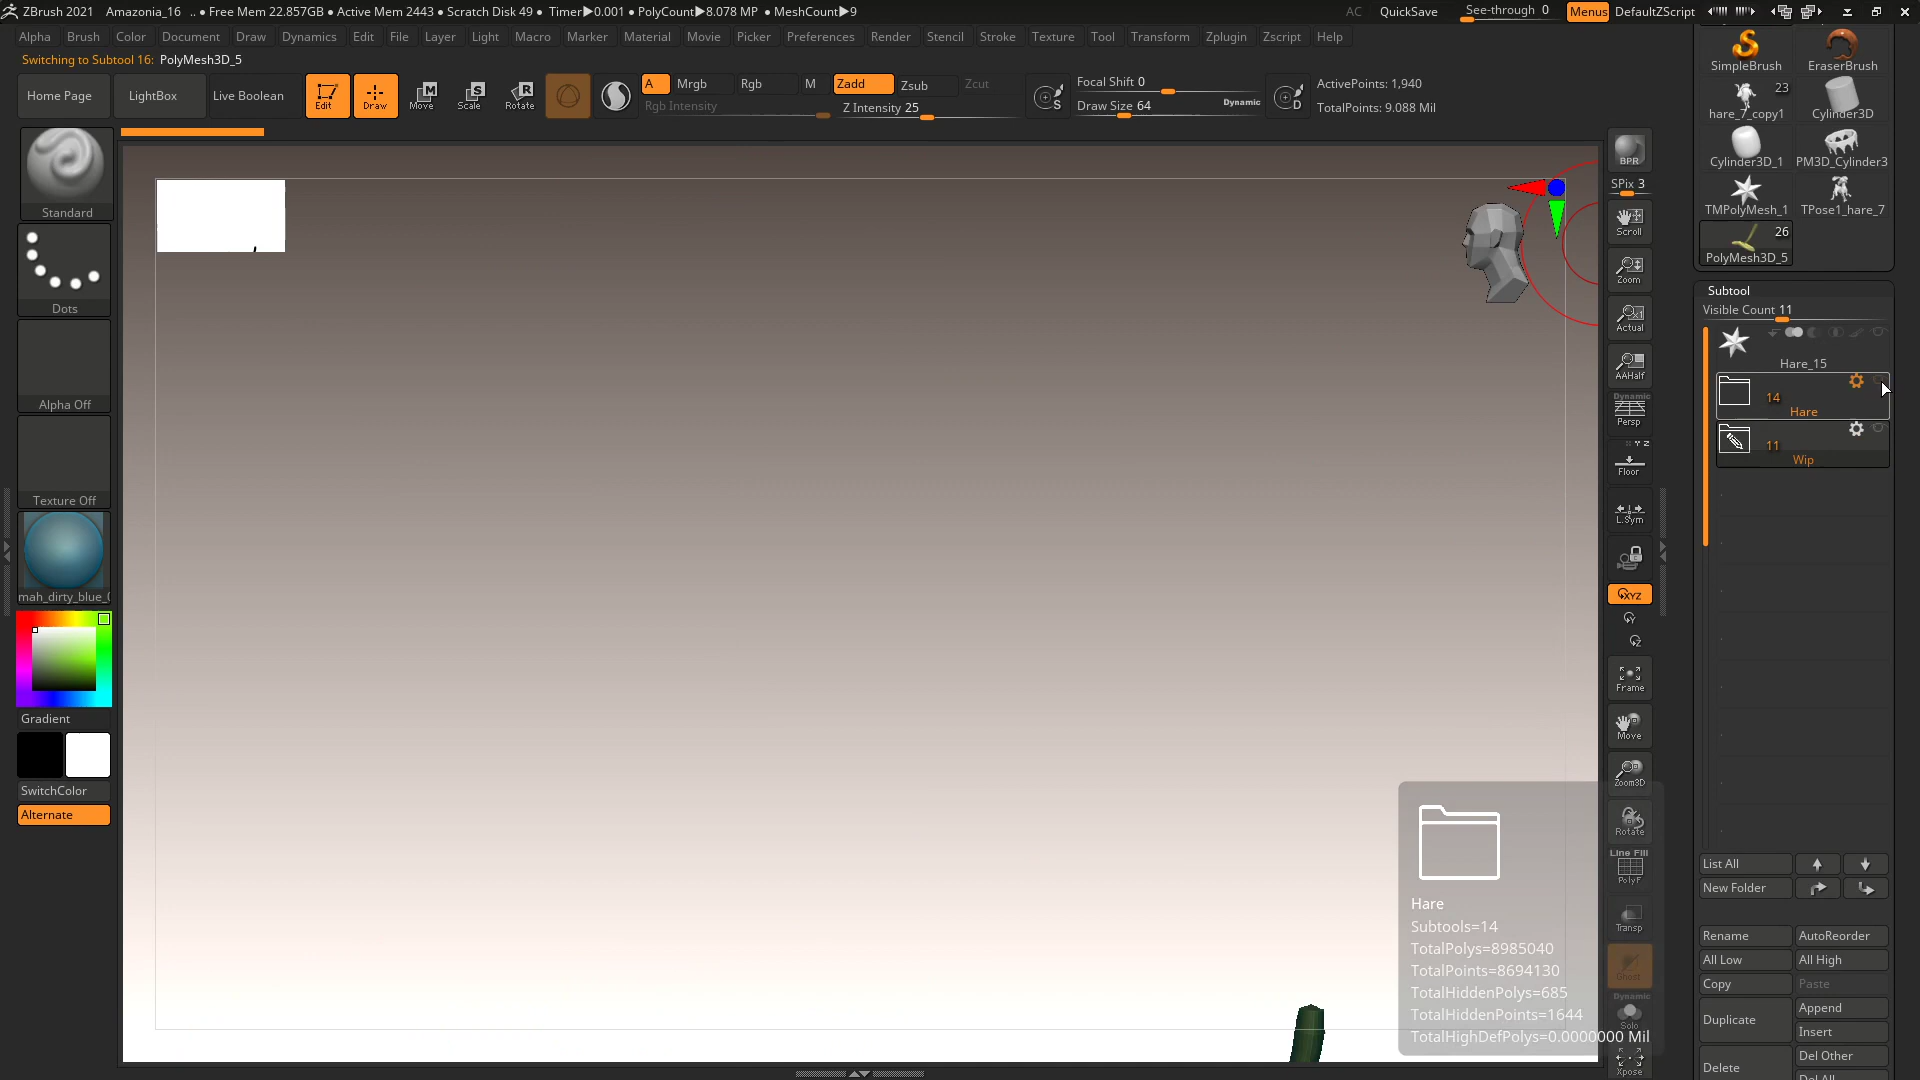 ZBrush 2021 Amazonia_16 .. • Free Mem 22.857GB • Active Mem 2443 • Scratch Disk 49 • Timer▶0.001 • PolyCount▶8.078 MP • MeshCount▶9 AC QuickSave See-through 0 Menus DefaultZScript
Alpha Brush Color Document Draw Dynamics Edit File Layer Light Macro Marker Material Movie Picker Preferences Render Stencil Stroke Texture Tool Transform Zplugin Zscript Help
Switching to Subtool 16: PolyMesh3D_5
Home Page LightBox Live Boolean Edit Draw Move Scale Rotate
A Mrgb Rgb M Zadd Zsub Zcut
Rgb Intensity Z Intensity 25
Focal Shift 0
Draw Size 64 Dynamic
ActivePoints: 1,940
TotalPoints: 9.088 Mil
Standard
Dots
Alpha Off
Texture Off
mah_dirty_blue_
Gradient
SwitchColor
Alternate
BPR
SPix 3
Scroll
Zoom
Actual
AAHalf
Dynamic
Persp
Floor
L.Sym
XYZ
Y
Z
Frame
Move
Zoom3D
Rotate
Line Fill
PolyF
Transp
Ghost
Dynamic
Solo
Xpose
SimpleBrush EraserBrush
23
hare_7_copy1 Cylinder3D
Cylinder3D_1 PM3D_Cylinder3
TMPolyMesh_1 TPose1_hare_7
26
PolyMesh3D_5
Subtool
Visible Count 11
Hare_15
14
Hare
11
Wip
List All
New Folder
Rename AutoReorder
All Low All High
Copy Paste
Duplicate Append
Insert
Delete Del Other
Del All
Hare
Subtools=14
TotalPolys=8985040
TotalPoints=8694130
TotalHiddenPolys=685
TotalHiddenPoints=1644
TotalHighDefPolys=0.0000000 Mil